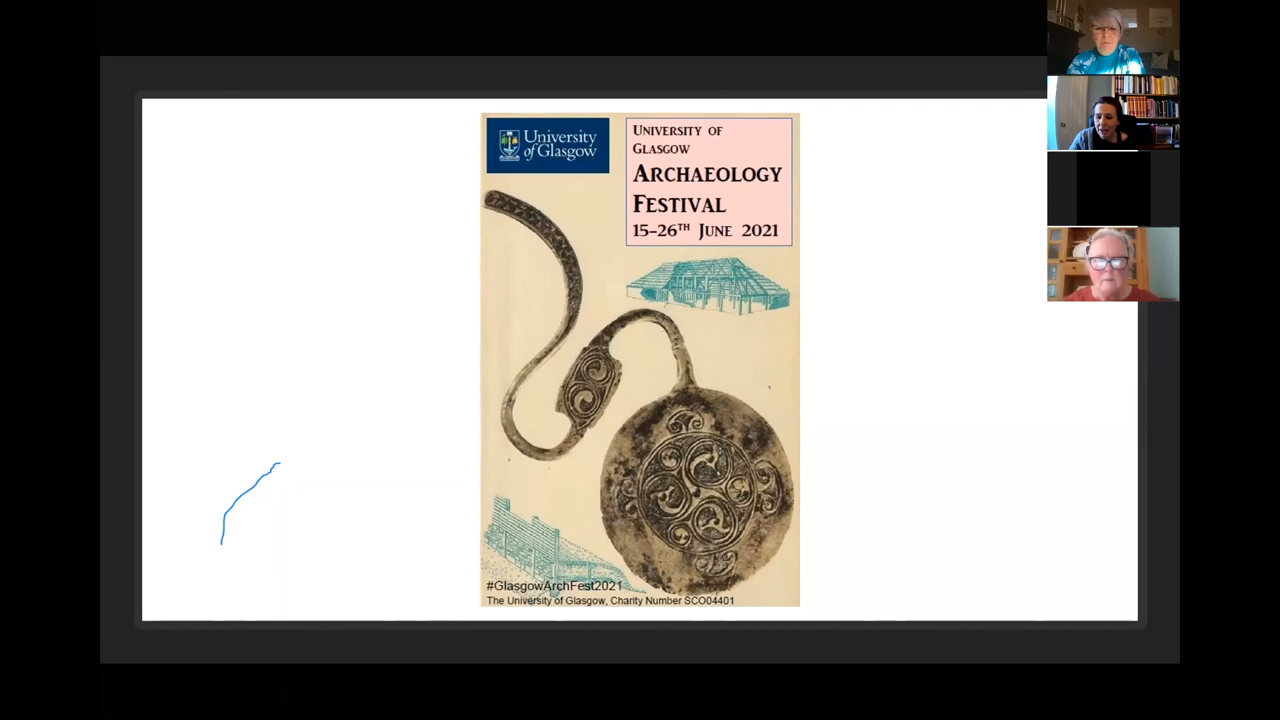 University
of Glasgow
University of
Glasgow
Archaeology
Festival
15-26TH June 2021
#GlasgowArchFest2021
The University of Glasgow, Charity Number SCO04401